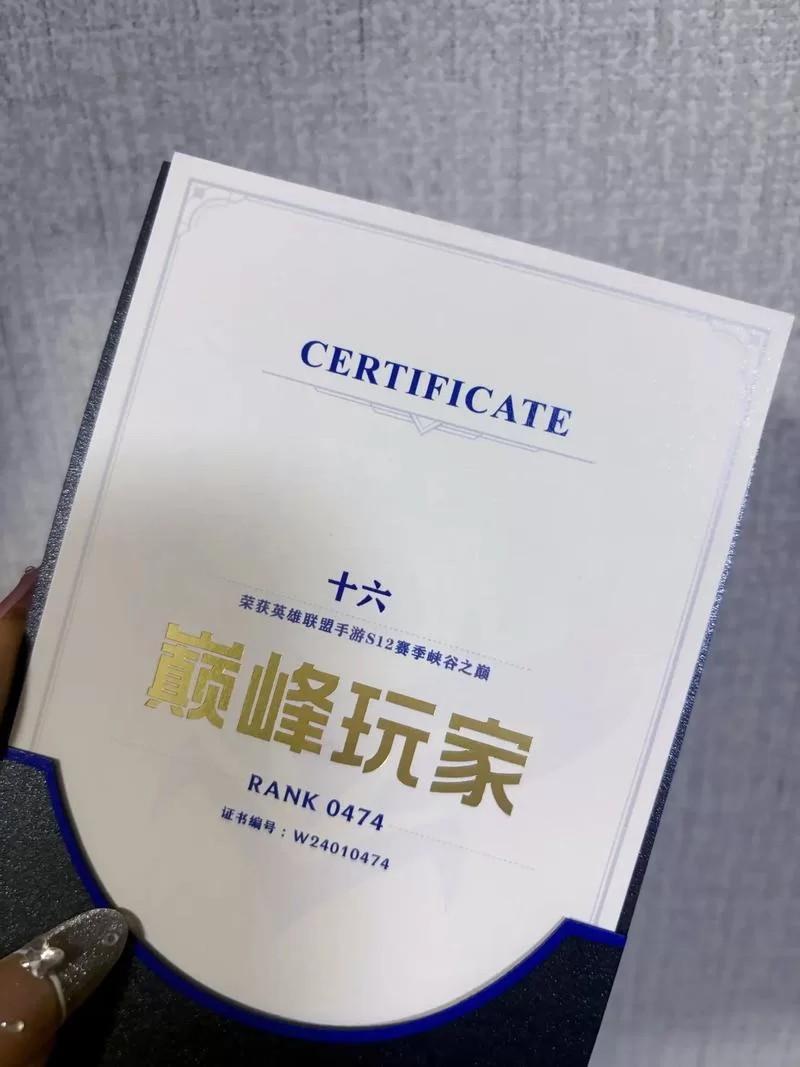 CERTIFICATE
十六
荣获英雄联盟手游S12赛季峡谷之巅
巅峰玩家
RANK 0474
证书编号：W24010474